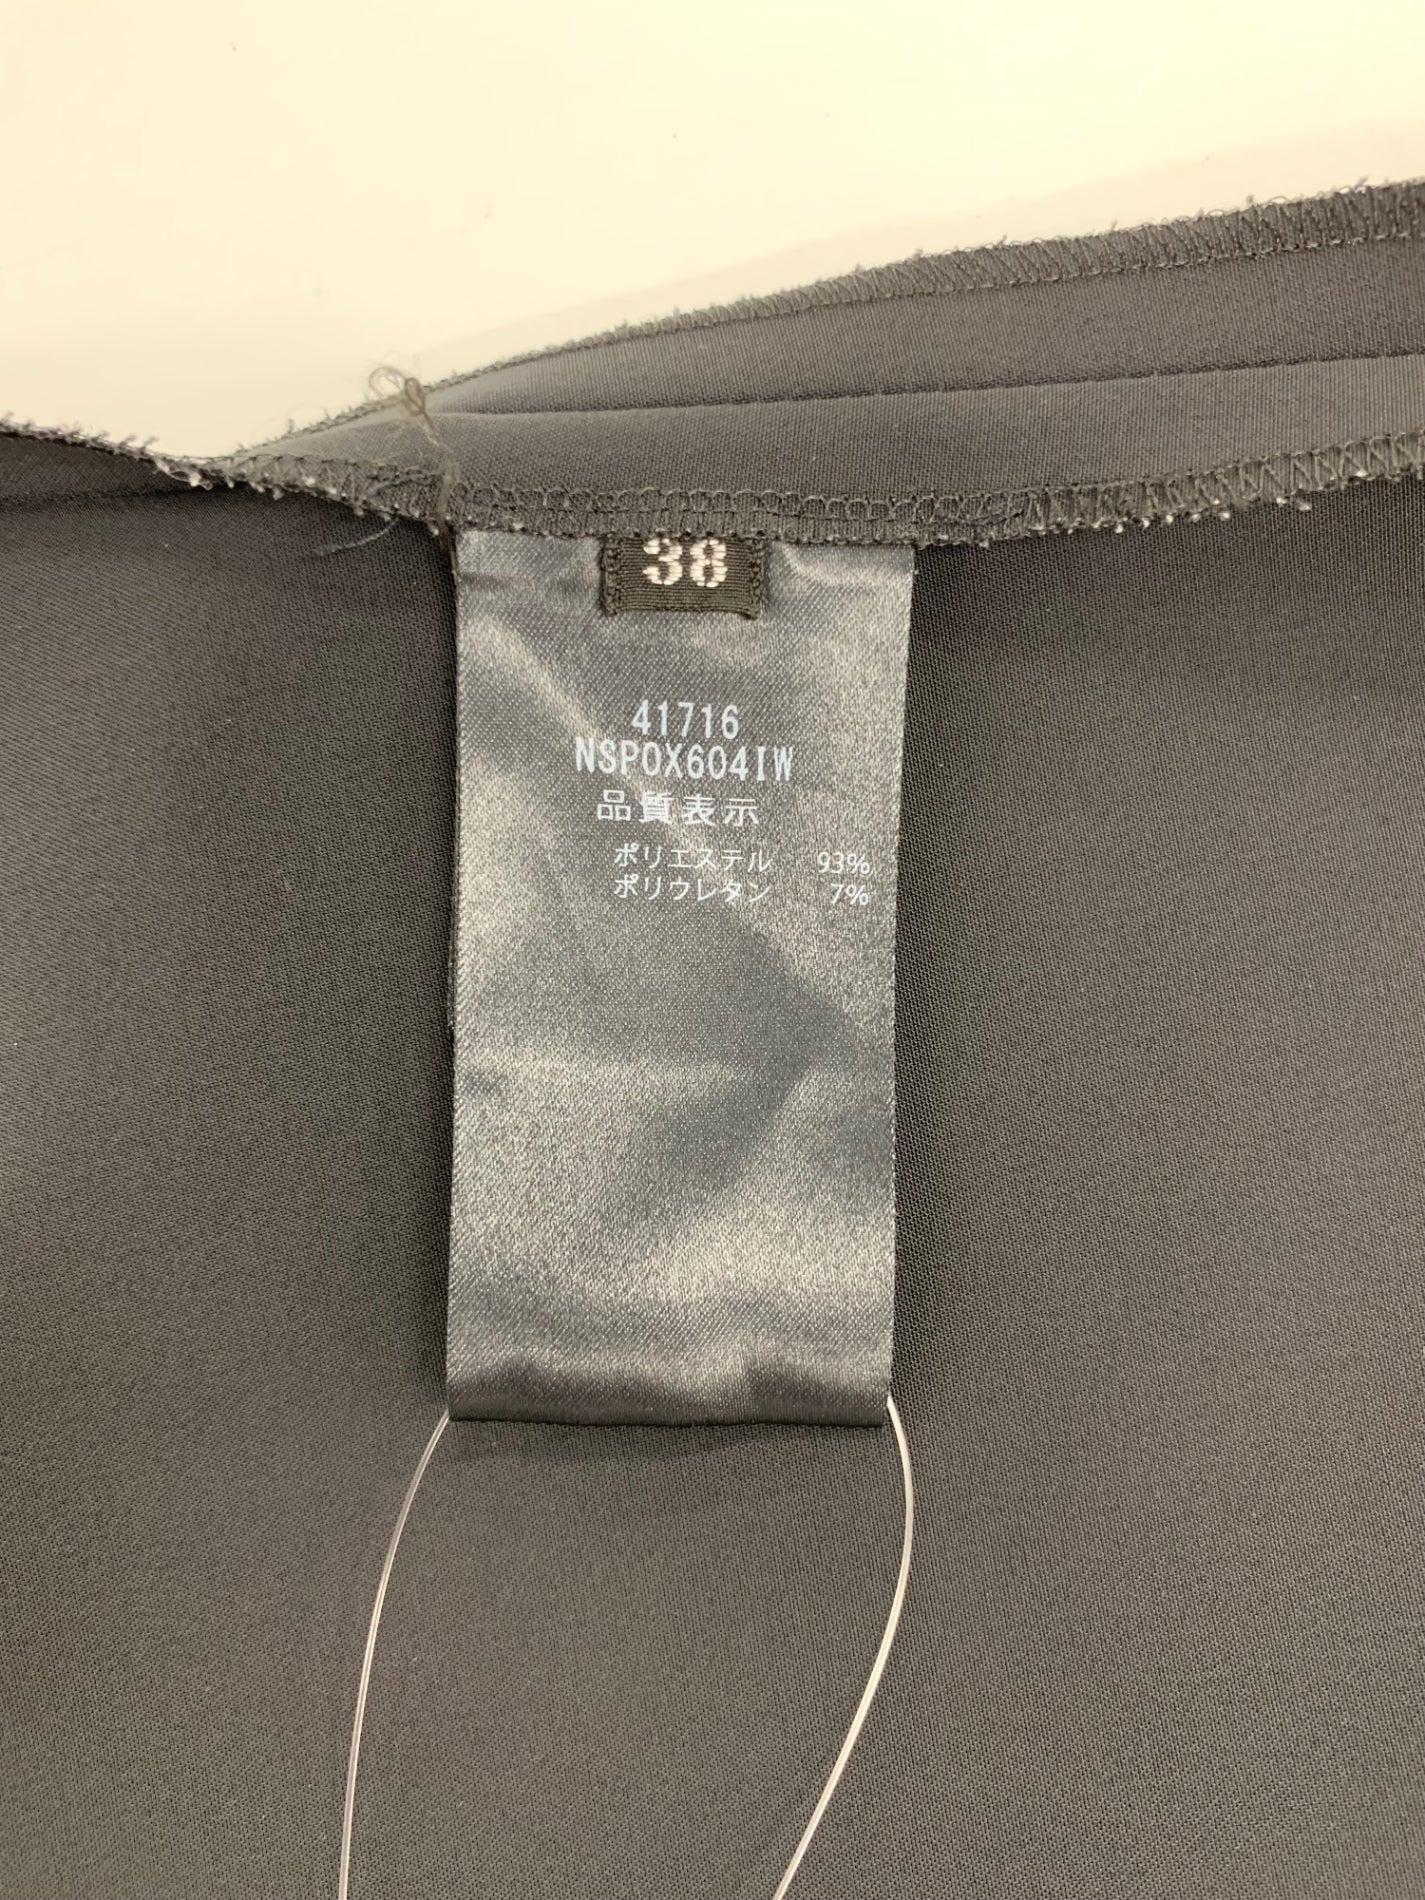 38
41716
NSPOX604IW
品質表示
ポリエステル 93%
ポリウレタン 7%